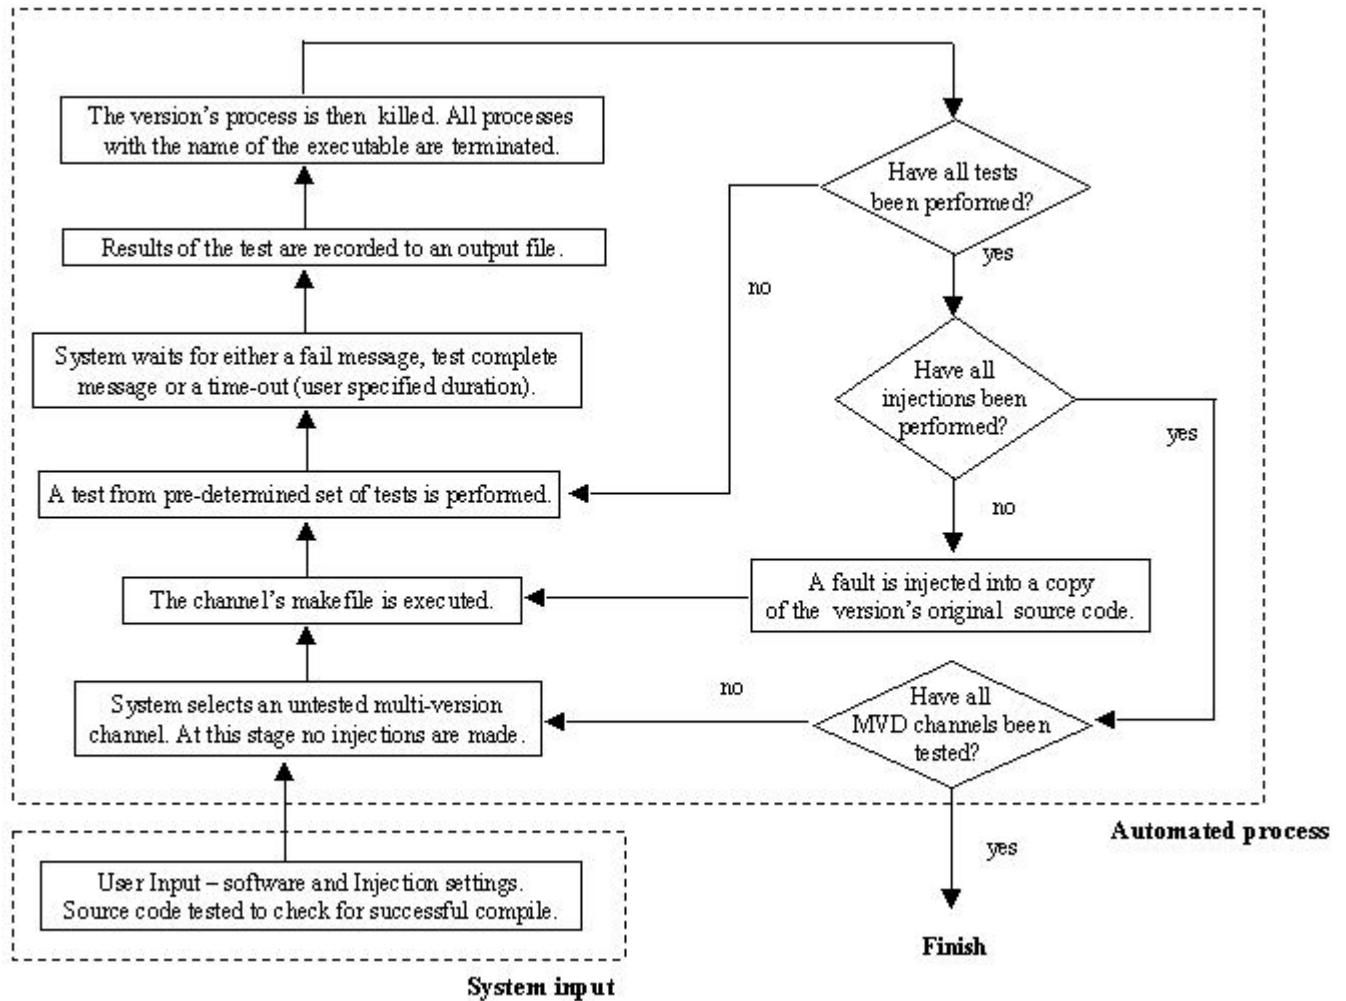 The version's process is then killed. All processes
with the name of the executable are terminated.
Have all tests
been performed?
Results of the test are recorded to an output file.
yes
no
System waits for either a fail message, test complete
message or a time-out (user specified duration).
Have all
injections been
performed?
yes
A test from pre-determined set of tests is performed.
no
The channel's makefile is executed.
A fault is injected into a copy
of the version's original source code.
System selects an untested multi-version
channel. At this stage no injections are made.
no
Have all
MVD channels been
tested?
Automated process
yes
User Input – software and Injection settings.
Source code tested to check for successful compile.
Finish
System input